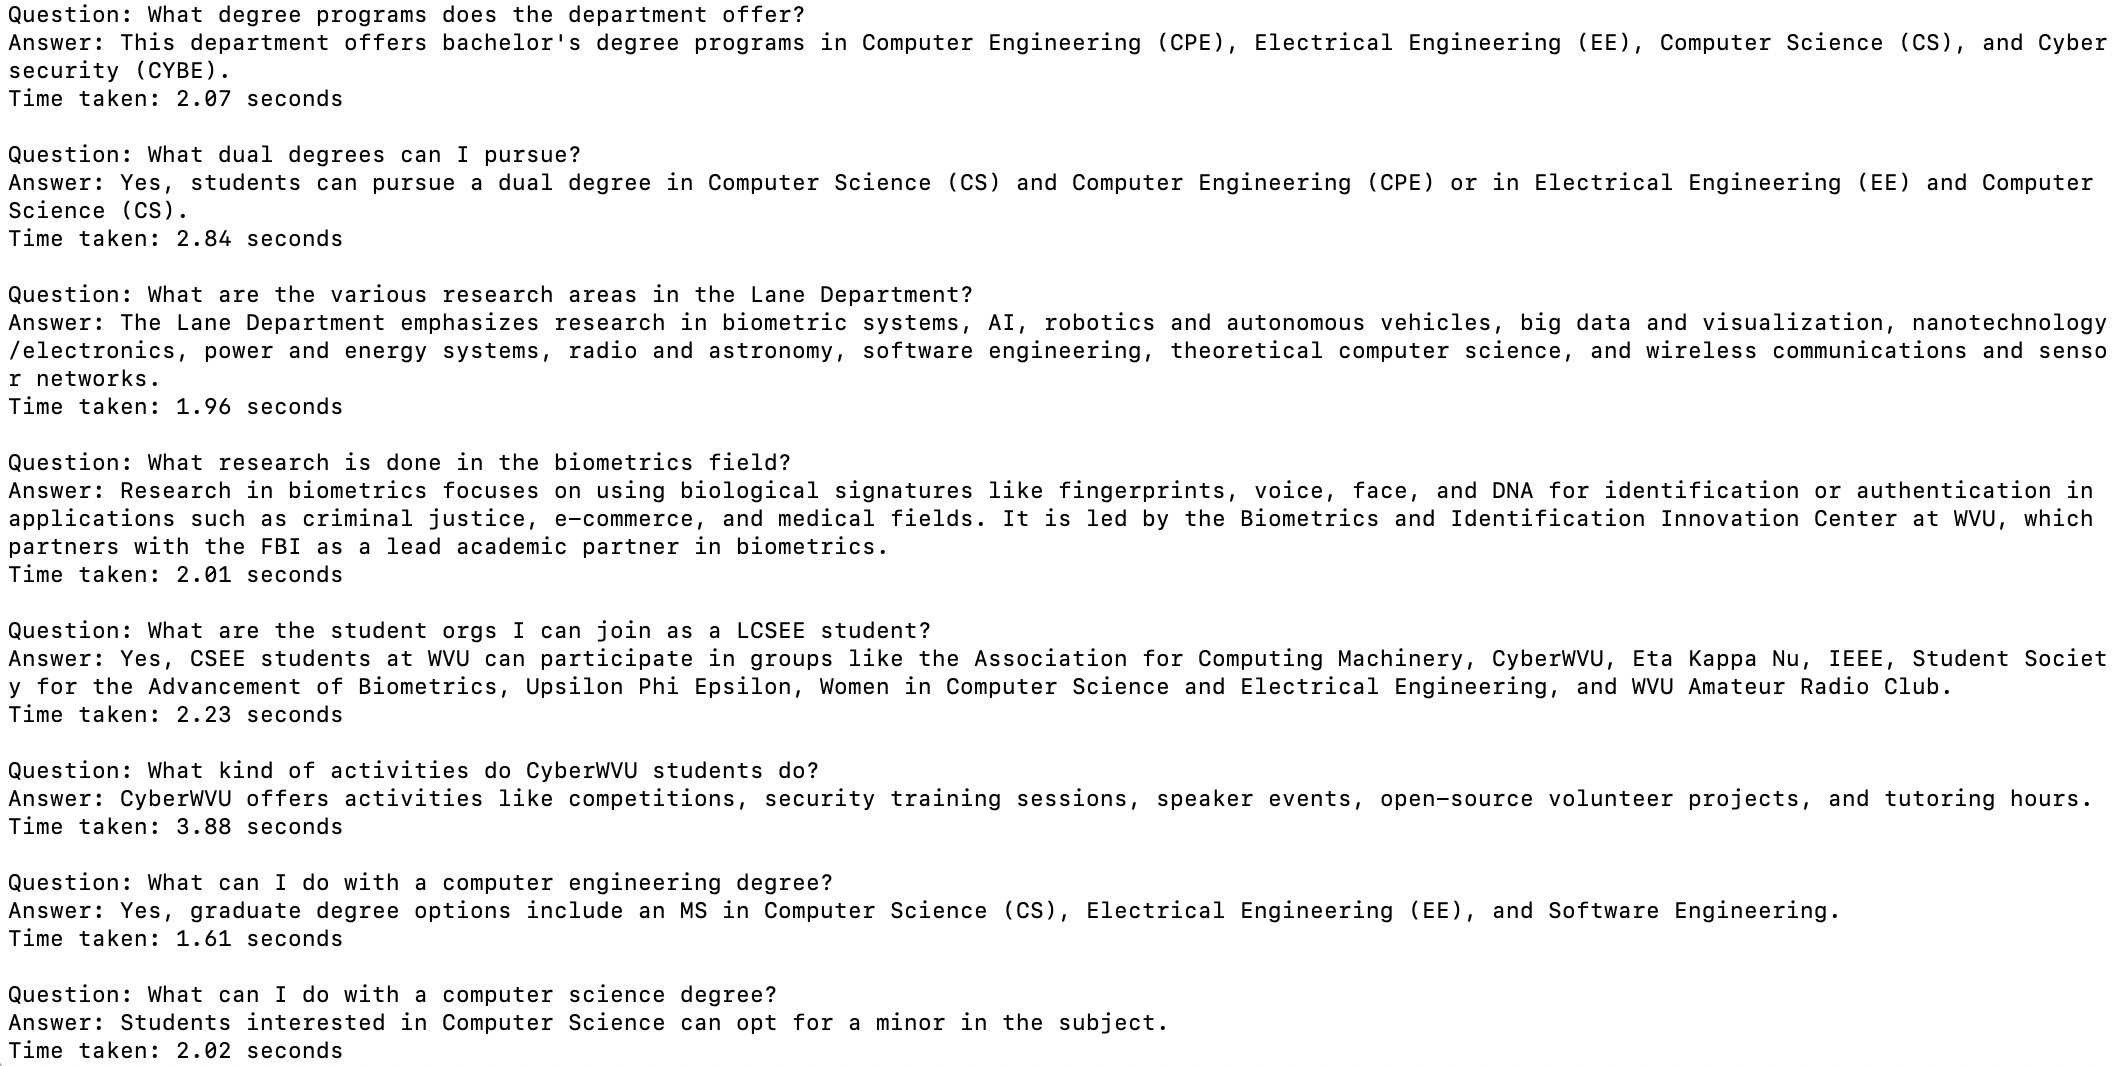 Question: What degree programs does the department offer?
Answer: This department offers bachelor's degree programs in Computer Engineering (CPE), Electrical Engineering (EE), Computer Science (CS), and Cyber
security (CYBE).
Time taken: 2.07 seconds
Question: What dual degrees can I pursue?
Answer: Yes, students can pursue a dual degree in Computer Science (CS) and Computer Engineering (CPE) or in Electrical Engineering (EE) and Computer
Science (CS).
Time taken: 2.84 seconds
Question: What are the various research areas in the Lane Department?
Answer: The Lane Department emphasizes research in biometric systems, AI, robotics and autonomous vehicles, big data and visualization, nanotechnology
/electronics, power and energy systems, radio and astronomy, software engineering, theoretical computer science, and wireless communications and senso
r networks.
Time taken: 1.96 seconds
Question: What research is done in the biometrics field?
Answer: Research in biometrics focuses on using biological signatures like fingerprints, voice, face, and DNA for identification or authentication in
applications such as criminal justice, e-commerce, and medical fields. It is led by the Biometrics and Identification Innovation Center at WVU, which
partners with the FBI as a lead academic partner in biometrics.
Time taken: 2.01 seconds
Question: What are the student orgs I can join as a LCSEE student?
Answer: Yes, CSEE students at WVU can participate in groups like the Association for Computing Machinery, CyberWVU, Eta Kappa Nu, IEEE, Student Societ
y for the Advancement of Biometrics, Upsilon Phi Epsilon, Women in Computer Science and Electrical Engineering, and WVU Amateur Radio Club.
Time taken: 2.23 seconds
Question: What kind of activities do CyberWVU students do?
Answer: CyberWVU offers activities like competitions, security training sessions, speaker events, open-source volunteer projects, and tutoring hours.
Time taken: 3.88 seconds
Question: What can I do with a computer engineering degree?
Answer: Yes, graduate degree options include an MS in Computer Science (CS), Electrical Engineering (EE), and Software Engineering.
Time taken: 1.61 seconds
Question: What can I do with a computer science degree?
Answer: Students interested in Computer Science can opt for a minor in the subject.
Time taken: 2.02 seconds